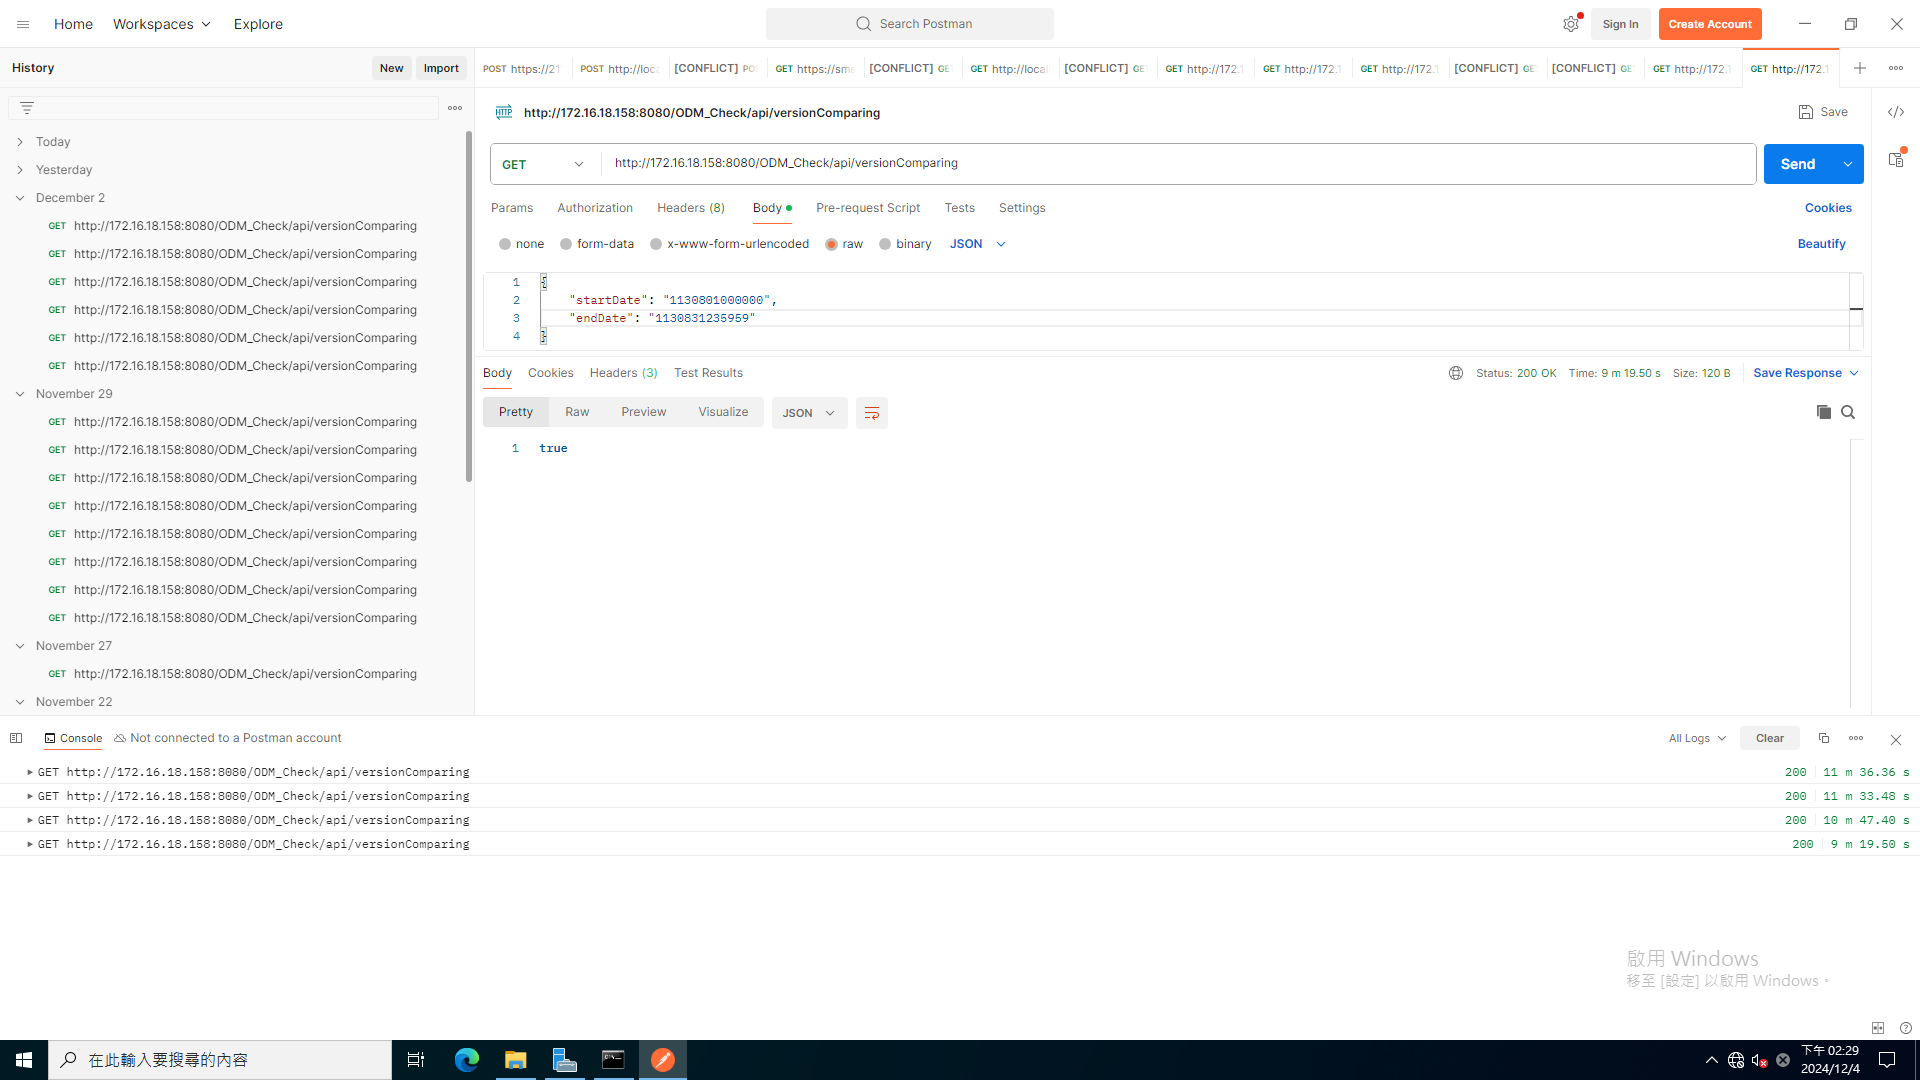 Home Workspaces Explore
Search Postman
Sign In Create Account
History New Import
Today
Yesterday
December 2
GET http://172.16.18.158:8080/ODM_Check/api/versionComparing
GET http://172.16.18.158:8080/ODM_Check/api/versionComparing
GET http://172.16.18.158:8080/ODM_Check/api/versionComparing
GET http://172.16.18.158:8080/ODM_Check/api/versionComparing
GET http://172.16.18.158:8080/ODM_Check/api/versionComparing
GET http://172.16.18.158:8080/ODM_Check/api/versionComparing
November 29
GET http://172.16.18.158:8080/ODM_Check/api/versionComparing
GET http://172.16.18.158:8080/ODM_Check/api/versionComparing
GET http://172.16.18.158:8080/ODM_Check/api/versionComparing
GET http://172.16.18.158:8080/ODM_Check/api/versionComparing
GET http://172.16.18.158:8080/ODM_Check/api/versionComparing
GET http://172.16.18.158:8080/ODM_Check/api/versionComparing
GET http://172.16.18.158:8080/ODM_Check/api/versionComparing
GET http://172.16.18.158:8080/ODM_Check/api/versionComparing
November 27
GET http://172.16.18.158:8080/ODM_Check/api/versionComparing
November 22
POST https://21 POST http://loc [CONFLICT] PO GET https://sm [CONFLICT] GE GET http://local [CONFLICT] GE GET http://172. GET http://172. GET http://172. [CONFLICT] GE [CONFLICT] GE GET http://172. GET http://172.1
HTTP http://172.16.18.158:8080/ODM_Check/api/versionComparing Save
GET http://172.16.18.158:8080/ODM_Check/api/versionComparing Send
Params Authorization Headers (8) Body Pre-request Script Tests Settings Cookies
none form-data x-www-form-urlencoded raw binary JSON Beautify
1 {
2 "startDate": "1130801000000",
3 "endDate": "1130831235959"
4 }
Body Cookies Headers (3) Test Results Status: 200 OK Time: 9 m 19.50 s Size: 120 B Save Response
Pretty Raw Preview Visualize JSON
1 true
Console Not connected to a Postman account All Logs Clear
GET http://172.16.18.158:8080/ODM_Check/api/versionComparing 200 11 m 36.36 s
GET http://172.16.18.158:8080/ODM_Check/api/versionComparing 200 11 m 33.48 s
GET http://172.16.18.158:8080/ODM_Check/api/versionComparing 200 10 m 47.40 s
GET http://172.16.18.158:8080/ODM_Check/api/versionComparing 200 9 m 19.50 s
啟用 Windows
移至 [設定] 以啟用 Windows。
在此輸入要搜尋的內容
下午 02:29
2024/12/4